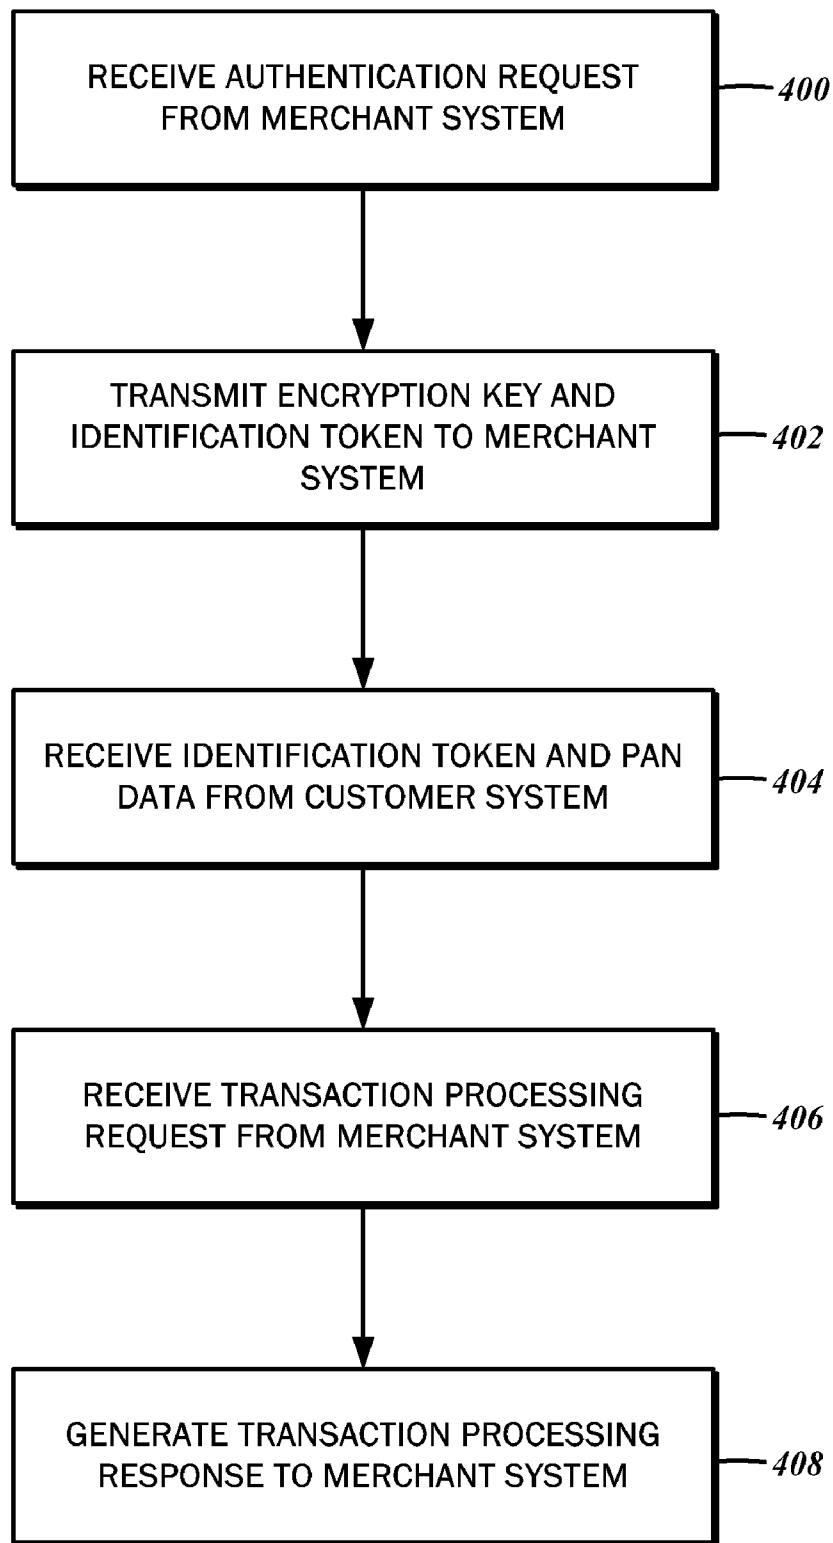 RECEIVE AUTHENTICATION REQUEST
FROM MERCHANT SYSTEM
400
TRANSMIT ENCRYPTION KEY AND
IDENTIFICATION TOKEN TO MERCHANT
SYSTEM
402
RECEIVE IDENTIFICATION TOKEN AND PAN
DATA FROM CUSTOMER SYSTEM
404
RECEIVE TRANSACTION PROCESSING
REQUEST FROM MERCHANT SYSTEM
406
GENERATE TRANSACTION PROCESSING
RESPONSE TO MERCHANT SYSTEM
408